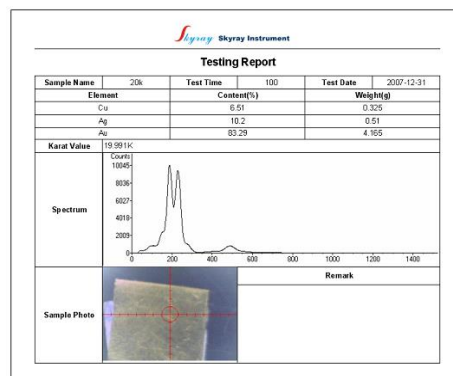 Skyray Skyray Instrument
Testing Report
Sample Name 20k Test Time 100 Test Date 2007-12-31
Element Content(%) Weight(g)
Cu 6.51 0.325
Ag 10.2 0.51
Au 83.29 4.165
Karat Value 19.991K
Spectrum
Counts
10045
8036
6027
4018
2009
0
0 200 400 600 800 1000 1200 1400
Sample Photo Remark